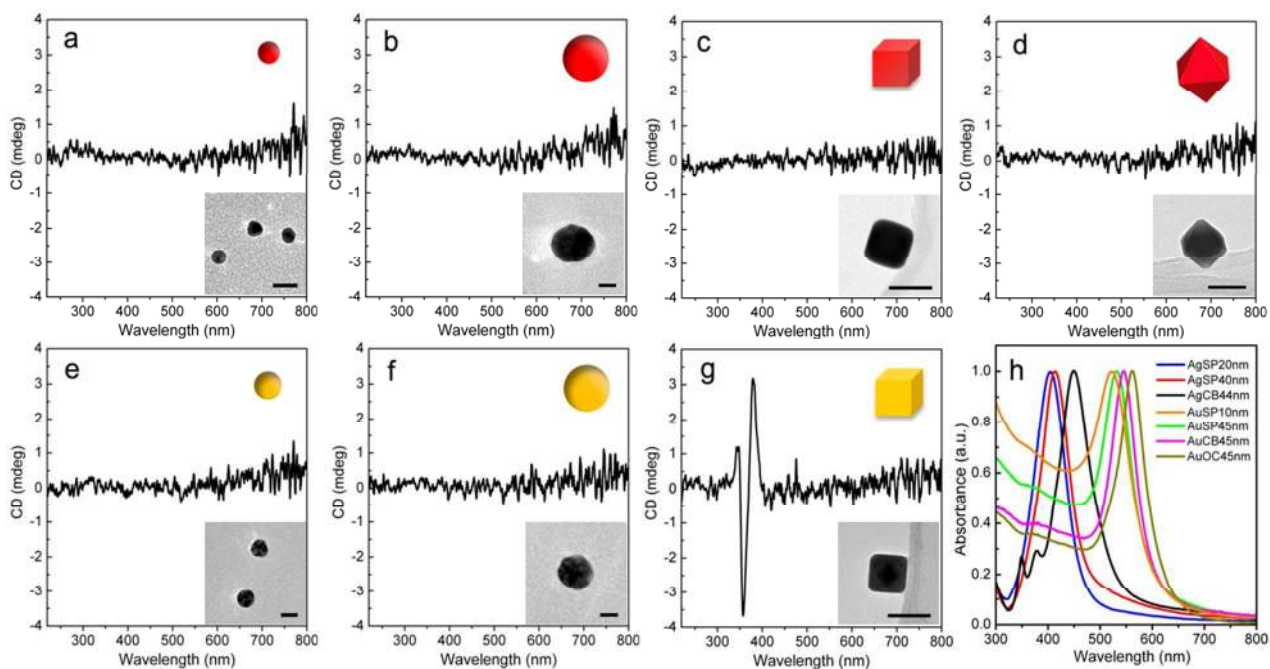 a
4
3
2
1
0
-1
-2
-3
-4
CD (mdeg)
300 400 500 600 700 800
Wavelength (nm)
b
4
3
2
1
0
-1
-2
-3
-4
CD (mdeg)
300 400 500 600 700 800
Wavelength (nm)
c
4
3
2
1
0
-1
-2
-3
-4
CD (mdeg)
300 400 500 600 700 800
Wavelength (nm)
d
4
3
2
1
0
-1
-2
-3
-4
CD (mdeg)
300 400 500 600 700 800
Wavelength (nm)
e
4
3
2
1
0
-1
-2
-3
-4
CD (mdeg)
300 400 500 600 700 800
Wavelength (nm)
f
4
3
2
1
0
-1
-2
-3
-4
CD (mdeg)
300 400 500 600 700 800
Wavelength (nm)
g
4
3
2
1
0
-1
-2
-3
-4
CD (mdeg)
300 400 500 600 700 800
Wavelength (nm)
h
AgSP20nm
AgSP40nm
AgCB44nm
AuSP10nm
AuSP45nm
AuCB45nm
AuOC45nm
1.0
0.8
0.6
0.4
0.2
0
Absortance (a.u.)
300 400 500 600 700 800
Wavelength (nm)